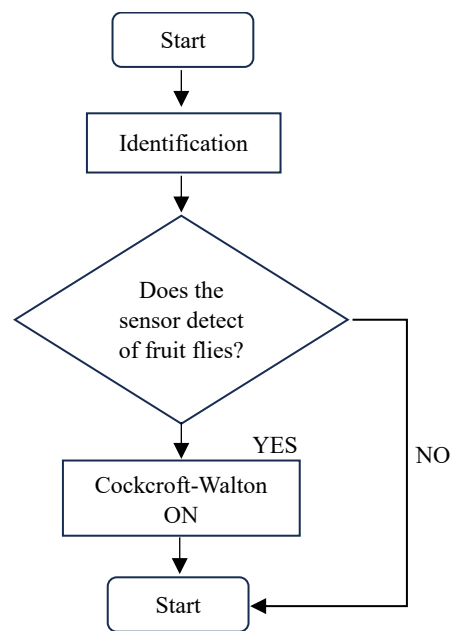 Start
Identification
Does the
sensor detect
of fruit flies?
YES
NO
Cockcroft-Walton
ON
Start